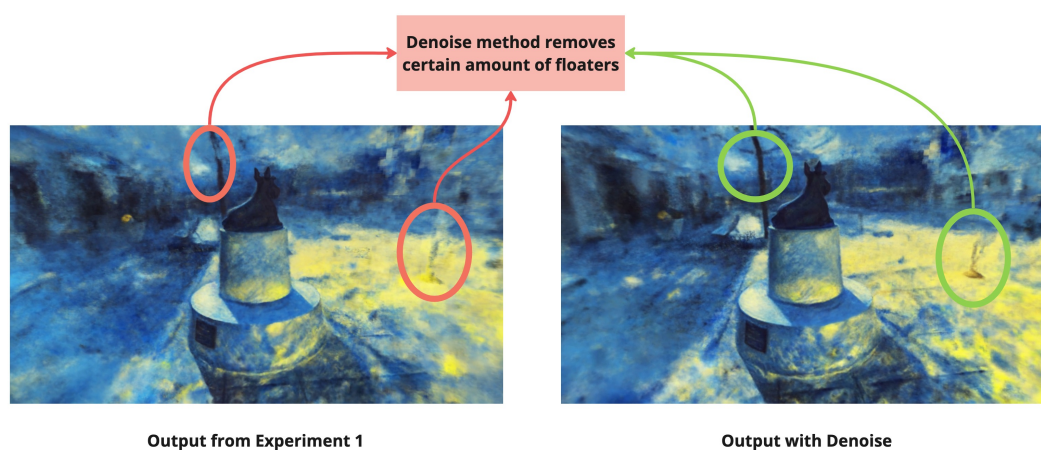 Denoise method removes
certain amount of floaters
Output from Experiment 1
Output with Denoise